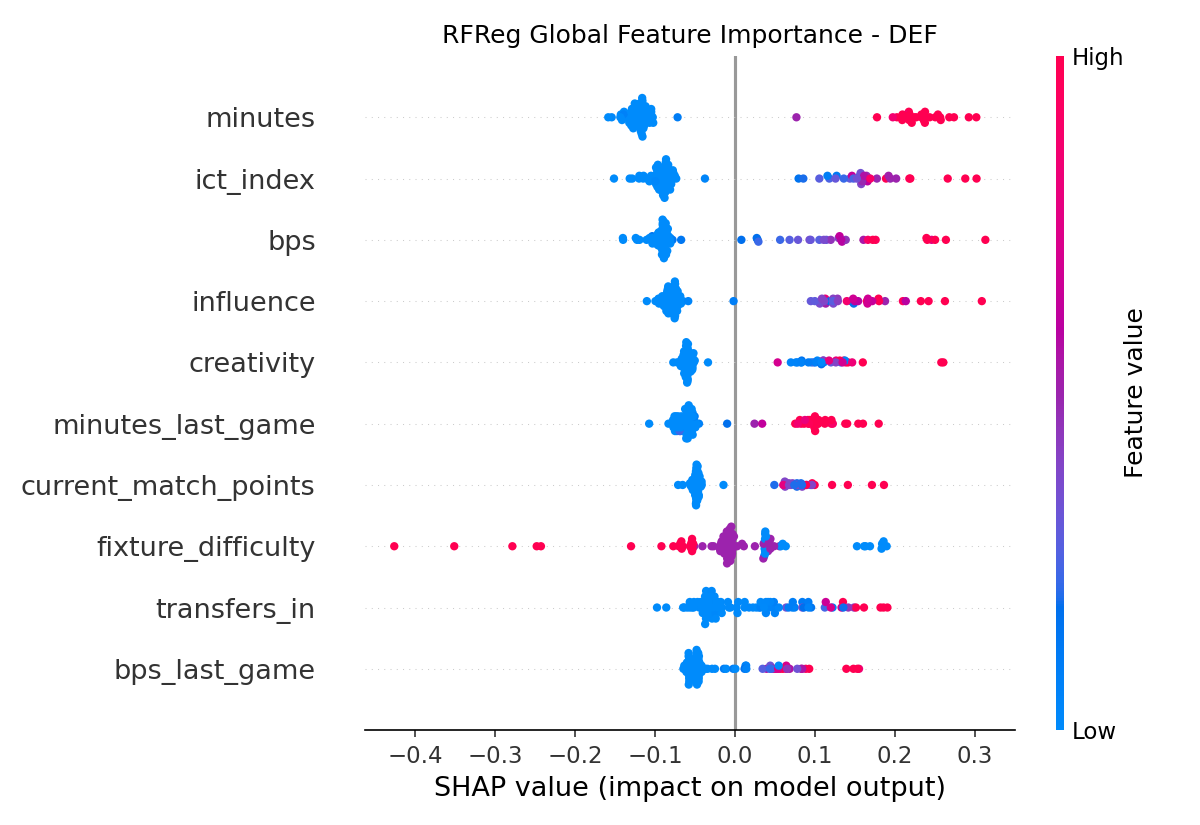 RFReg Global Feature Importance - DEF
High
minutes
ict_index
bps
influence
creativity
minutes_last_game
current_match_points
fixture_difficulty
transfers_in
bps_last_game
Feature value
Low
−0.4 −0.3 −0.2 −0.1 0.0 0.1 0.2 0.3
SHAP value (impact on model output)